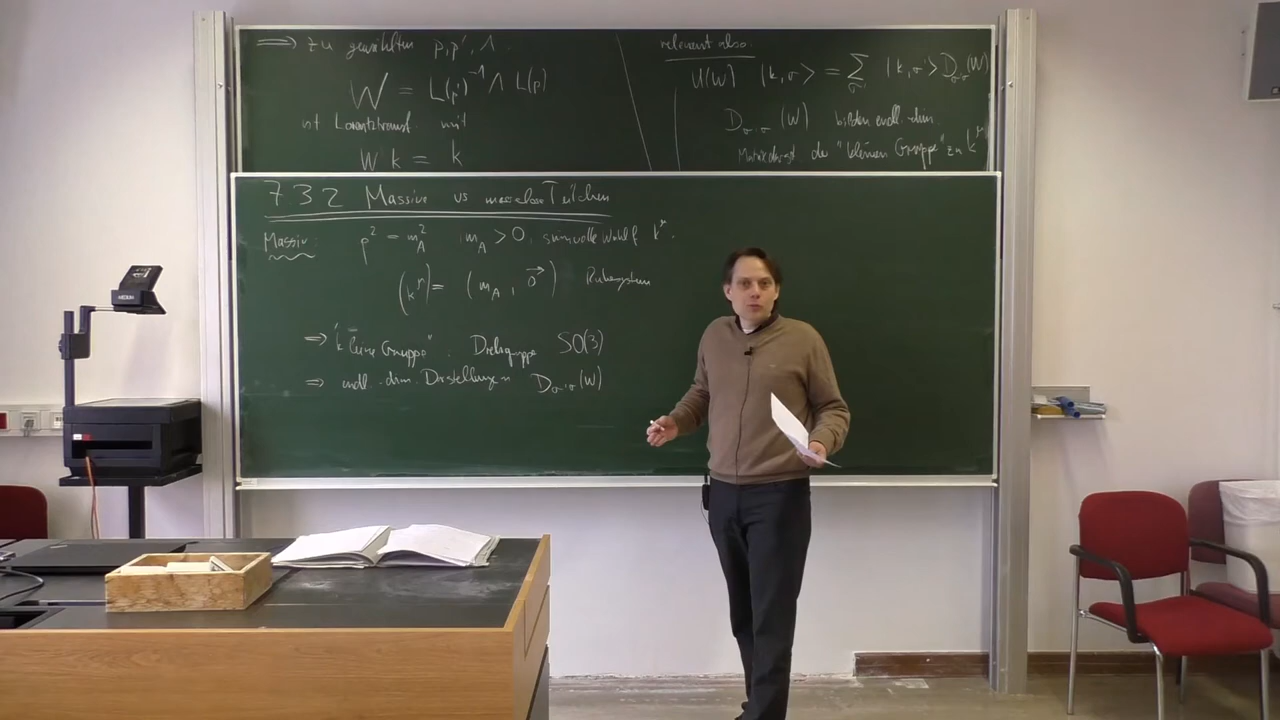 ⟹ zu gewählten p, p', Λ
W = L(p')⁻¹ Λ L(p)
ist Lorentztransf. mit
W k = k
relevant also:
U(W) |k,σ> = ∑_σ' |k,σ'> D_σ'σ(W)
D_σ'σ(W) bilden endl. dim.
Matrixdarst. der "kleinen Gruppe" zu k^μ
7.3.2 Massive vs masselose Teilchen
Massiv: p² = m_A² m_A > 0, sinnvolle Wahl f. k^μ.
(k^μ) = (m_A, 0⃗) Ruhesystem
⟹ "kleine Gruppe": Drehgruppe SO(3)
⟹ endl.-dim. Darstellungen D_σ'σ(W)